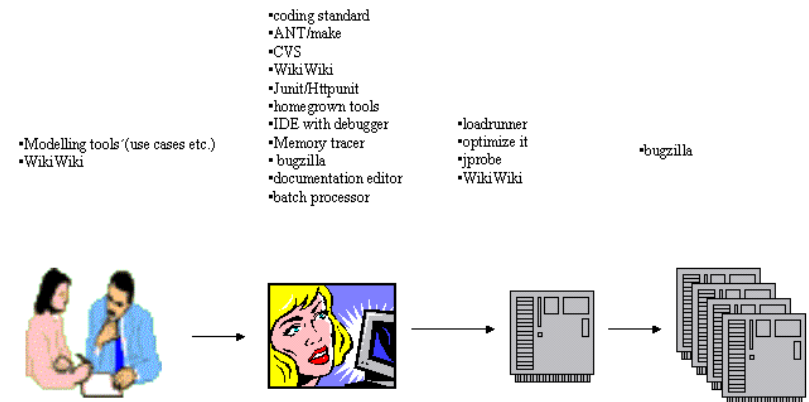 ▪Modelling tools´(use cases etc.)
▪WikiWiki
▪coding standard
▪ANT/make
▪CVS
▪WikiWiki
▪Junit/Httpunit
▪homegrown tools
▪IDE with debugger
▪Memory tracer
▪ bugzilla
▪documentation editor
▪batch processor
▪loadrunner
▪optimize it
▪jprobe
▪WikiWiki
▪bugzilla